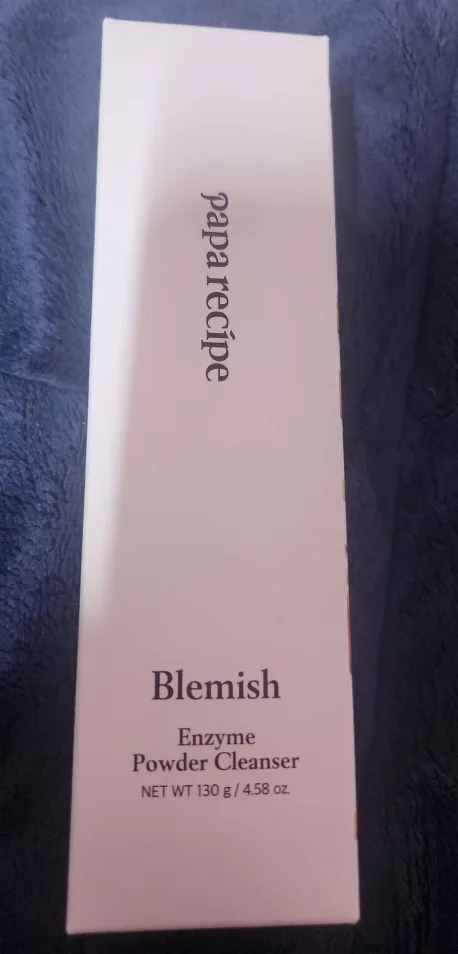 papa recipe
Blemish
Enzyme
Powder Cleanser
NET WT 130 g / 4.58 oz.